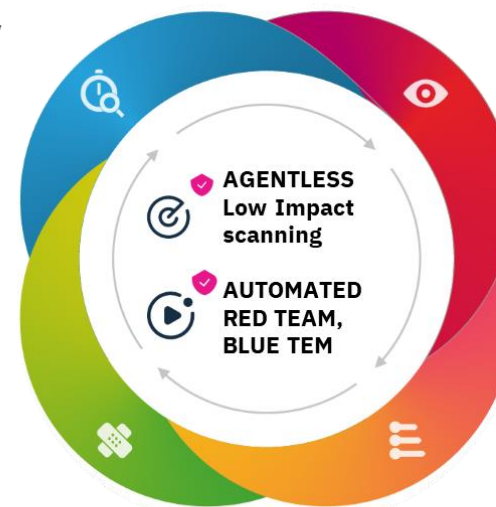 AGENTLESS
Low Impact
scanning
AUTOMATED
RED TEAM,
BLUE TEM